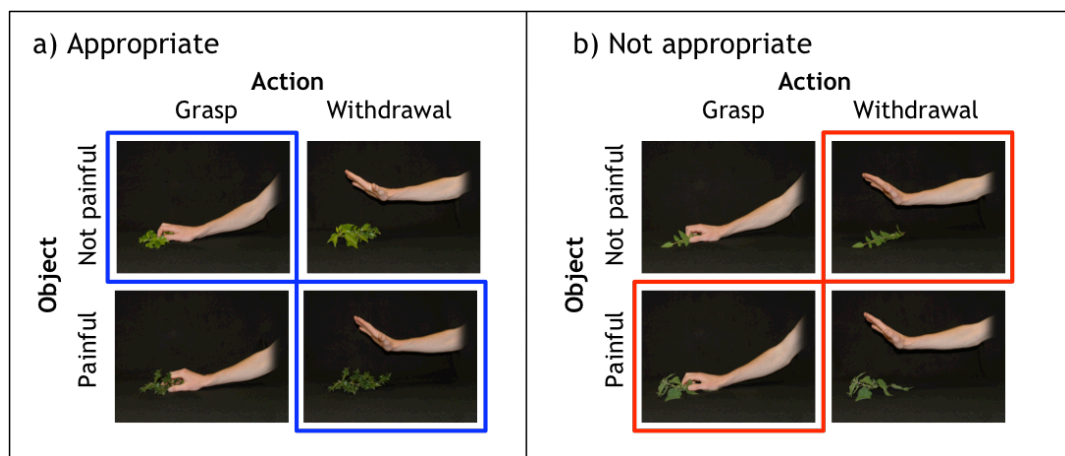 a) Appropriate
Action
Grasp Withdrawal
Object
Not painful
Painful
b) Not appropriate
Action
Grasp Withdrawal
Object
Not painful
Painful